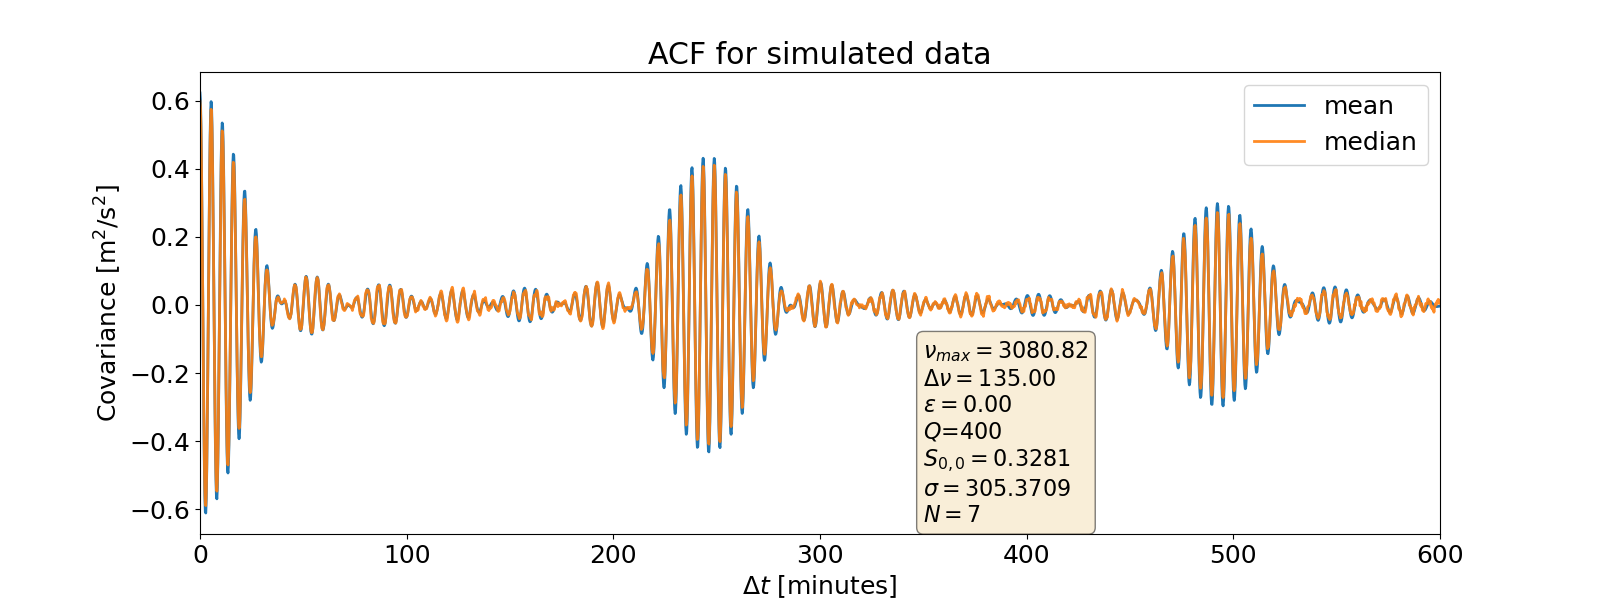 ACF for simulated data
mean
median
Covariance [m²/s²]
0.6
0.4
0.2
0.0
−0.2
−0.4
−0.6
ν_max = 3080.82
Δν = 135.00
ε = 0.00
Q=400
S_0,0 = 0.3281
σ = 305.3709
N = 7
0 100 200 300 400 500 600
Δt [minutes]